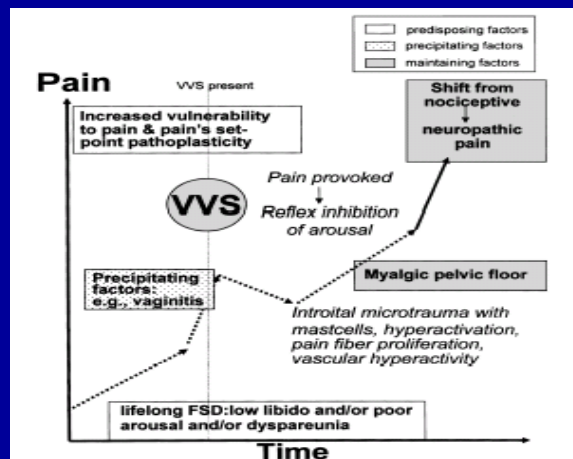 predisposing factors
precipitating factors
maintaining factors
Pain
VVS present
Shift from
nociceptive
neuropathic
pain
Increased vulnerability
to pain & pain's set-
point pathoplasticity
Pain provoked
VVS
Reflex inhibition
of arousal
Precipitating
factors:
e.g., vaginitis
Myalgic pelvic floor
Introital microtrauma with
mastcells, hyperactivation,
pain fiber proliferation,
vascular hyperactivity
lifelong FSD:low libido and/or poor
arousal and/or dyspareunia
Time